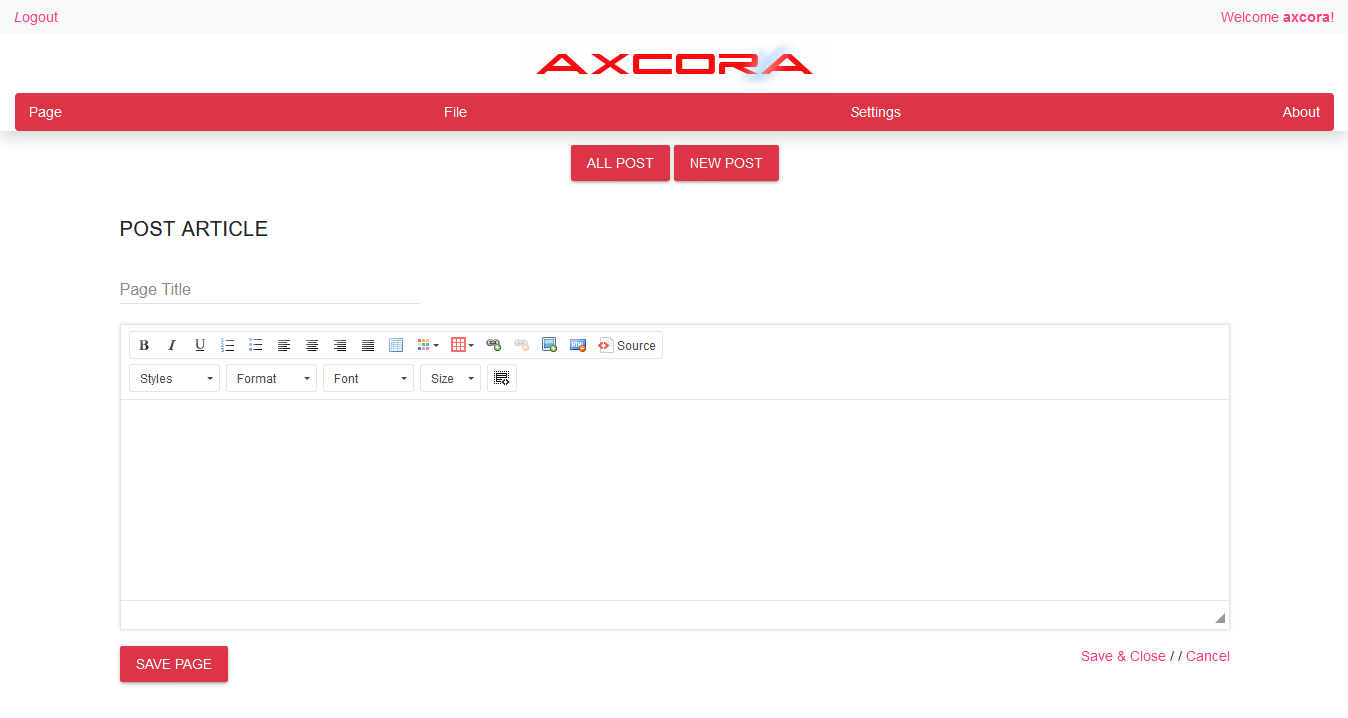 Logout Welcome axcora!
AXCORA
Page File Settings About
ALL POST NEW POST
POST ARTICLE
Page Title
B I U Source
Styles Format Font Size
SAVE PAGE Save & Close / / Cancel